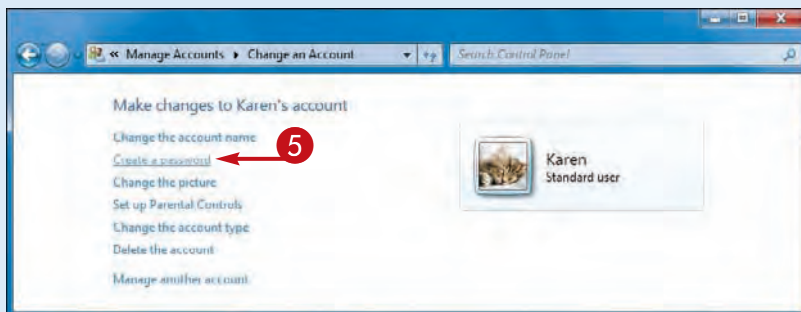 « Manage Accounts ▸ Change an Account
Search Control Panel
Make changes to Karen's account
Change the account name
Create a password
5
Change the picture
Set up Parental Controls
Change the account type
Delete the account
Manage another account
Karen
Standard user